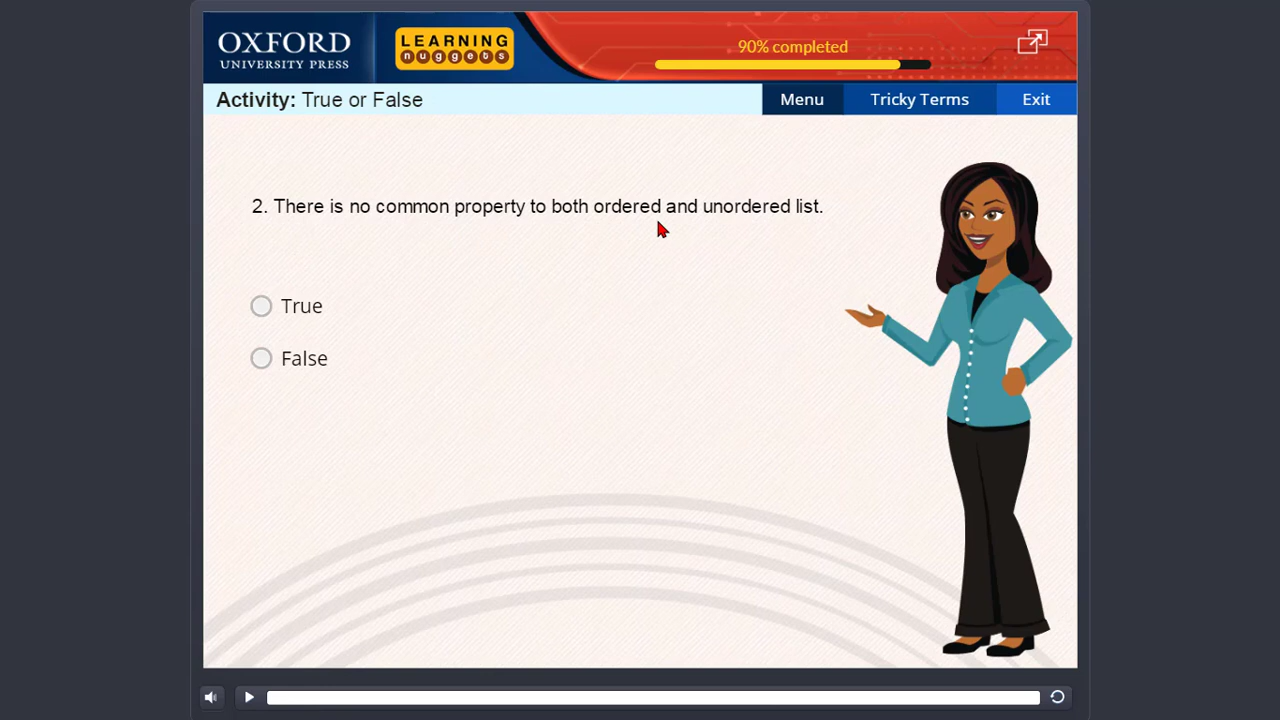 OXFORD
UNIVERSITY PRESS
LEARNING
nuggets
90% completed
Activity: True or False
Menu
Tricky Terms
Exit
2. There is no common property to both ordered and unordered list.
True
False